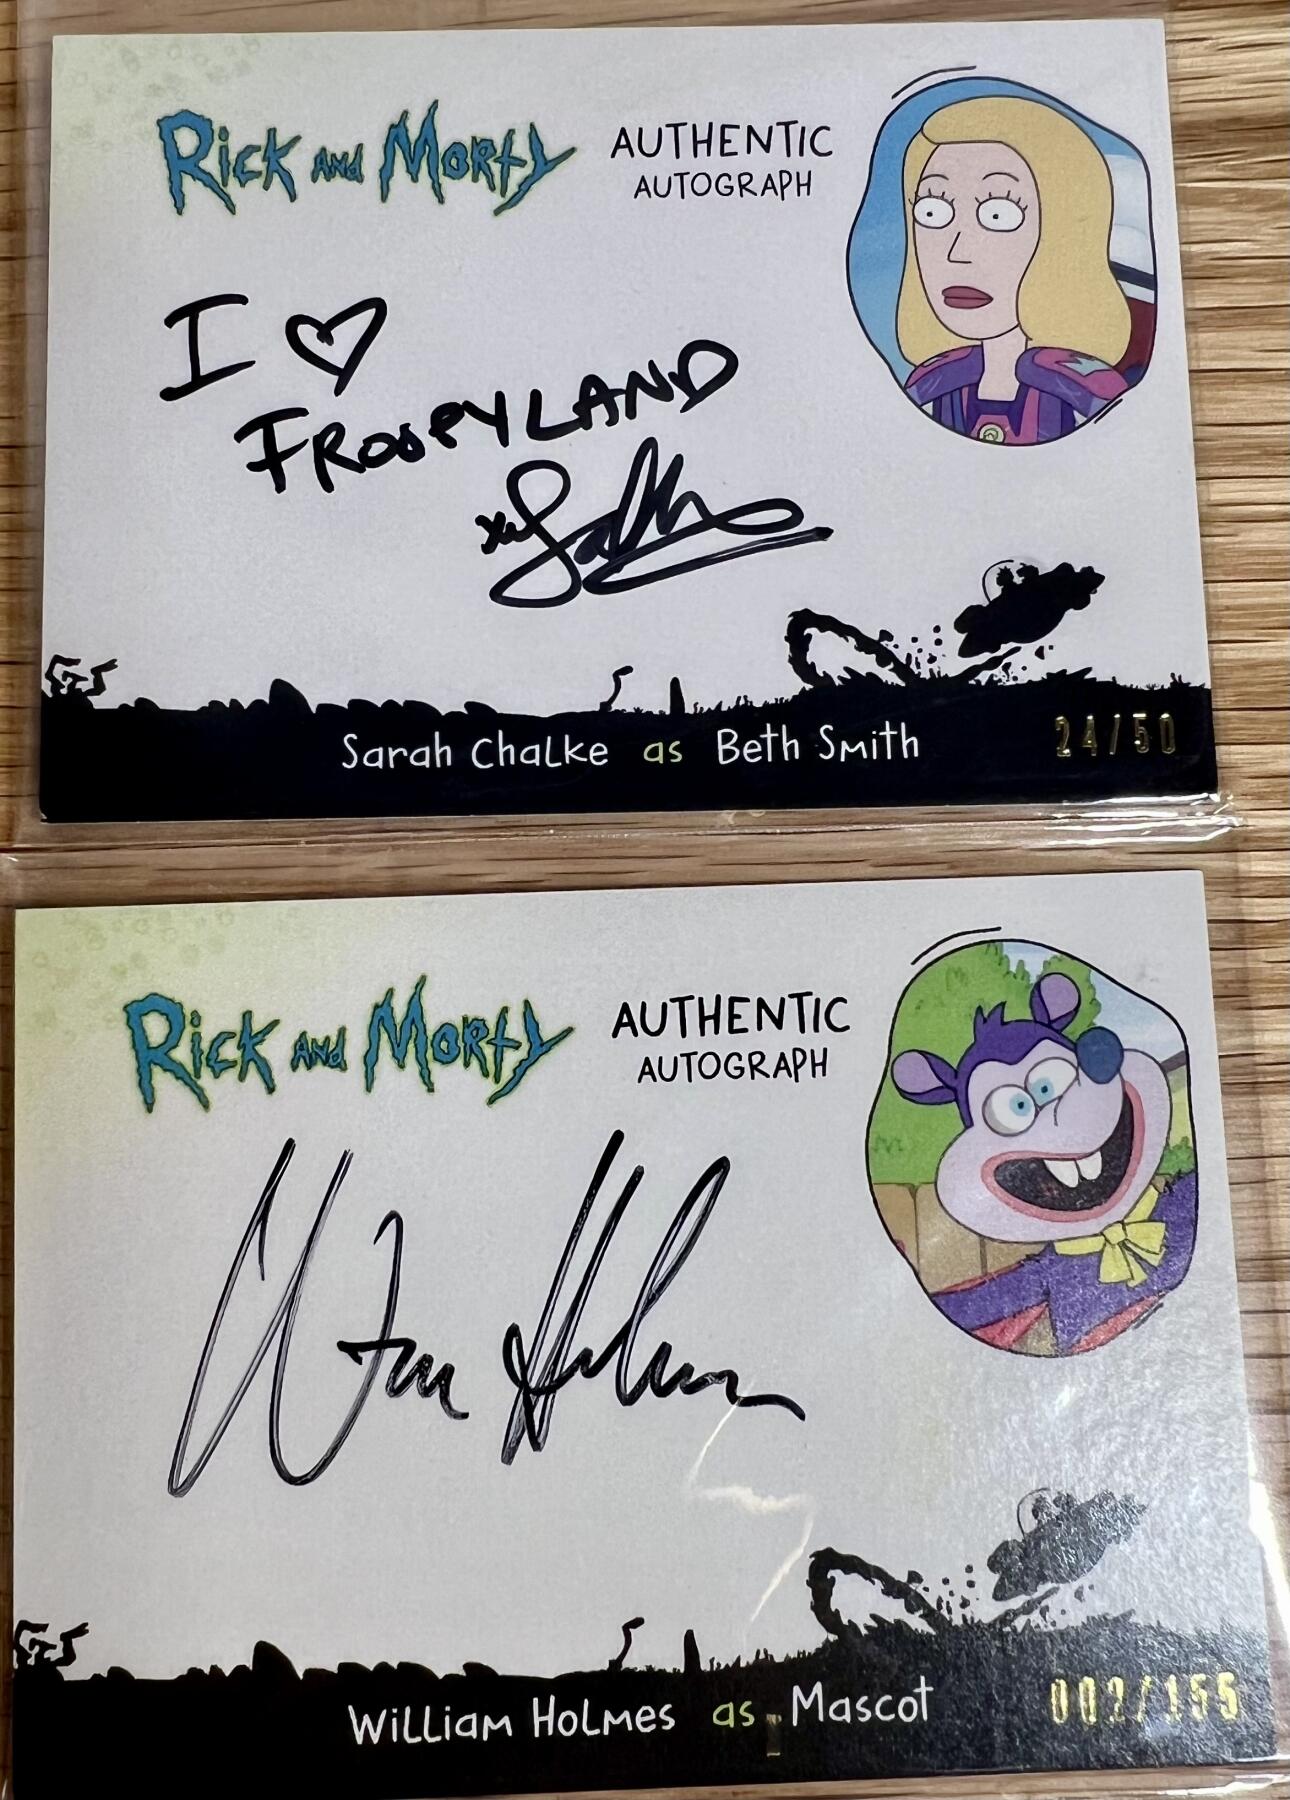 Rick and Morty
AUTHENTIC
AUTOGRAPH
I ♡
FROOPYLAND
Sarah Chalke as Beth Smith
24/50
Rick and Morty
AUTHENTIC
AUTOGRAPH
William Holmes as Mascot
002/155